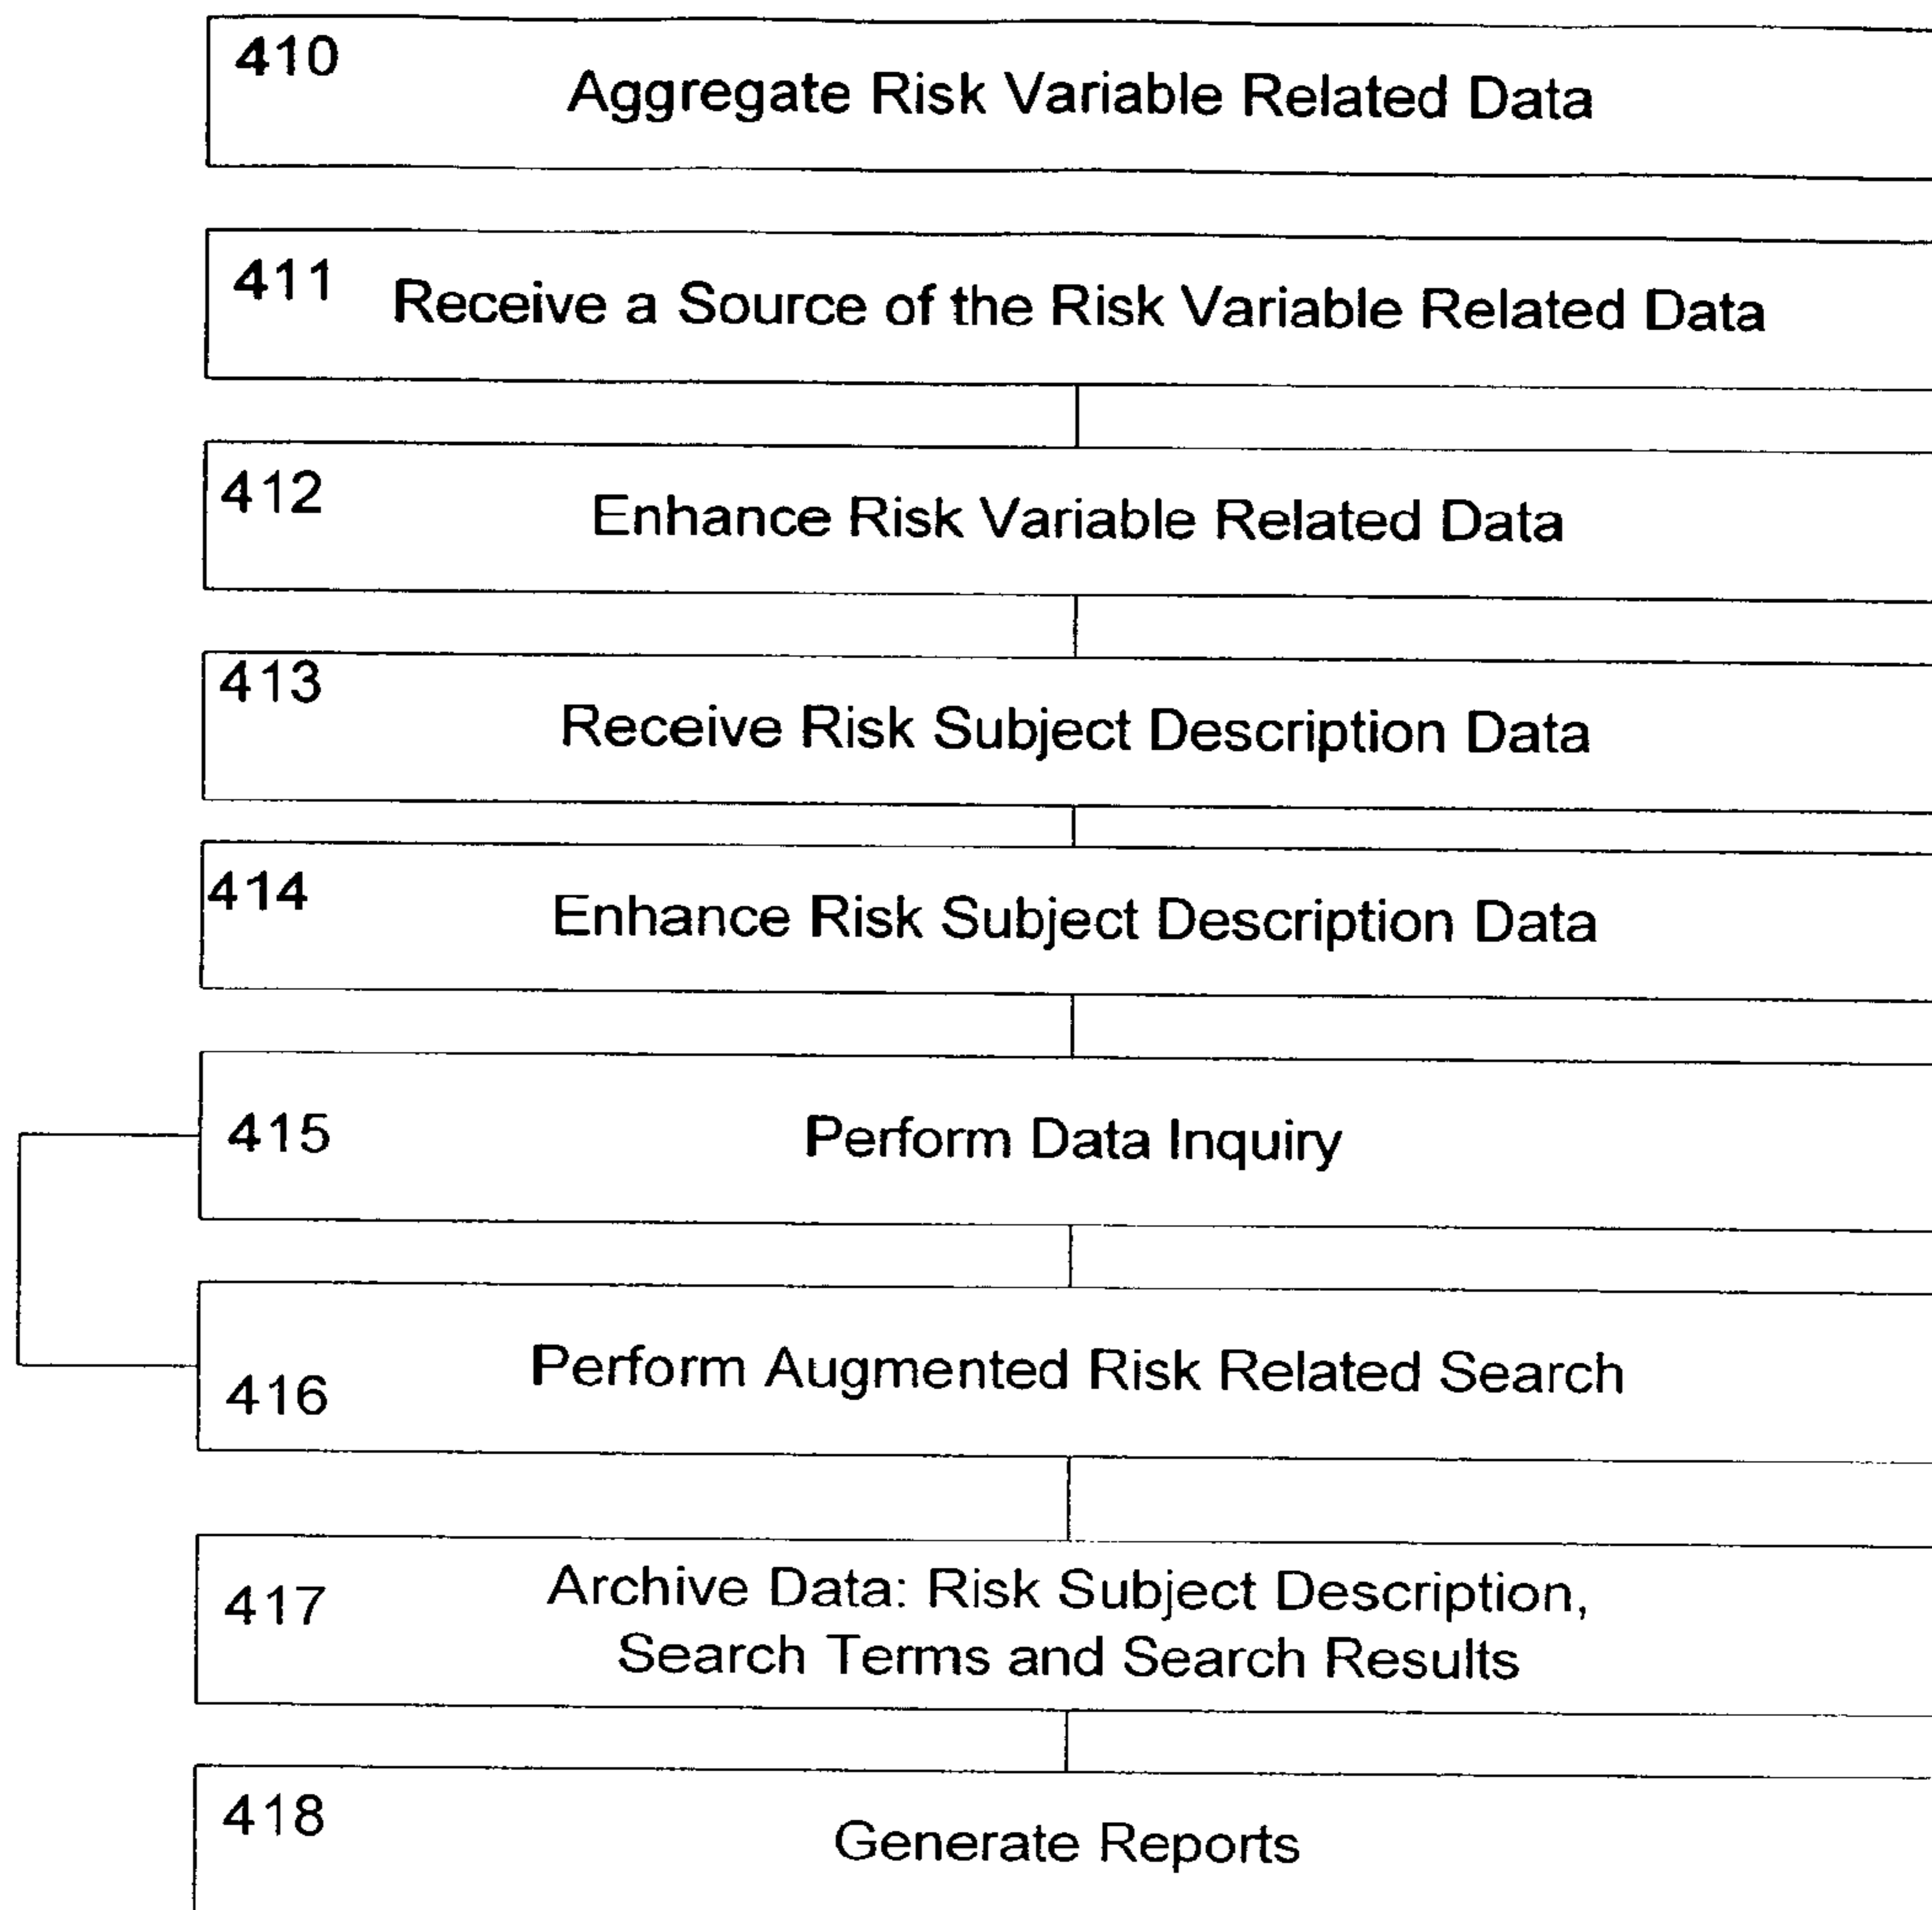 410
Aggregate Risk Variable Related Data
411
Receive a Source of the Risk Variable Related Data
412
Enhance Risk Variable Related Data
413
Receive Risk Subject Description Data
414
Enhance Risk Subject Description Data
415
Perform Data Inquiry
416
Perform Augmented Risk Related Search
417
Archive Data: Risk Subject Description,
Search Terms and Search Results
418
Generate Reports